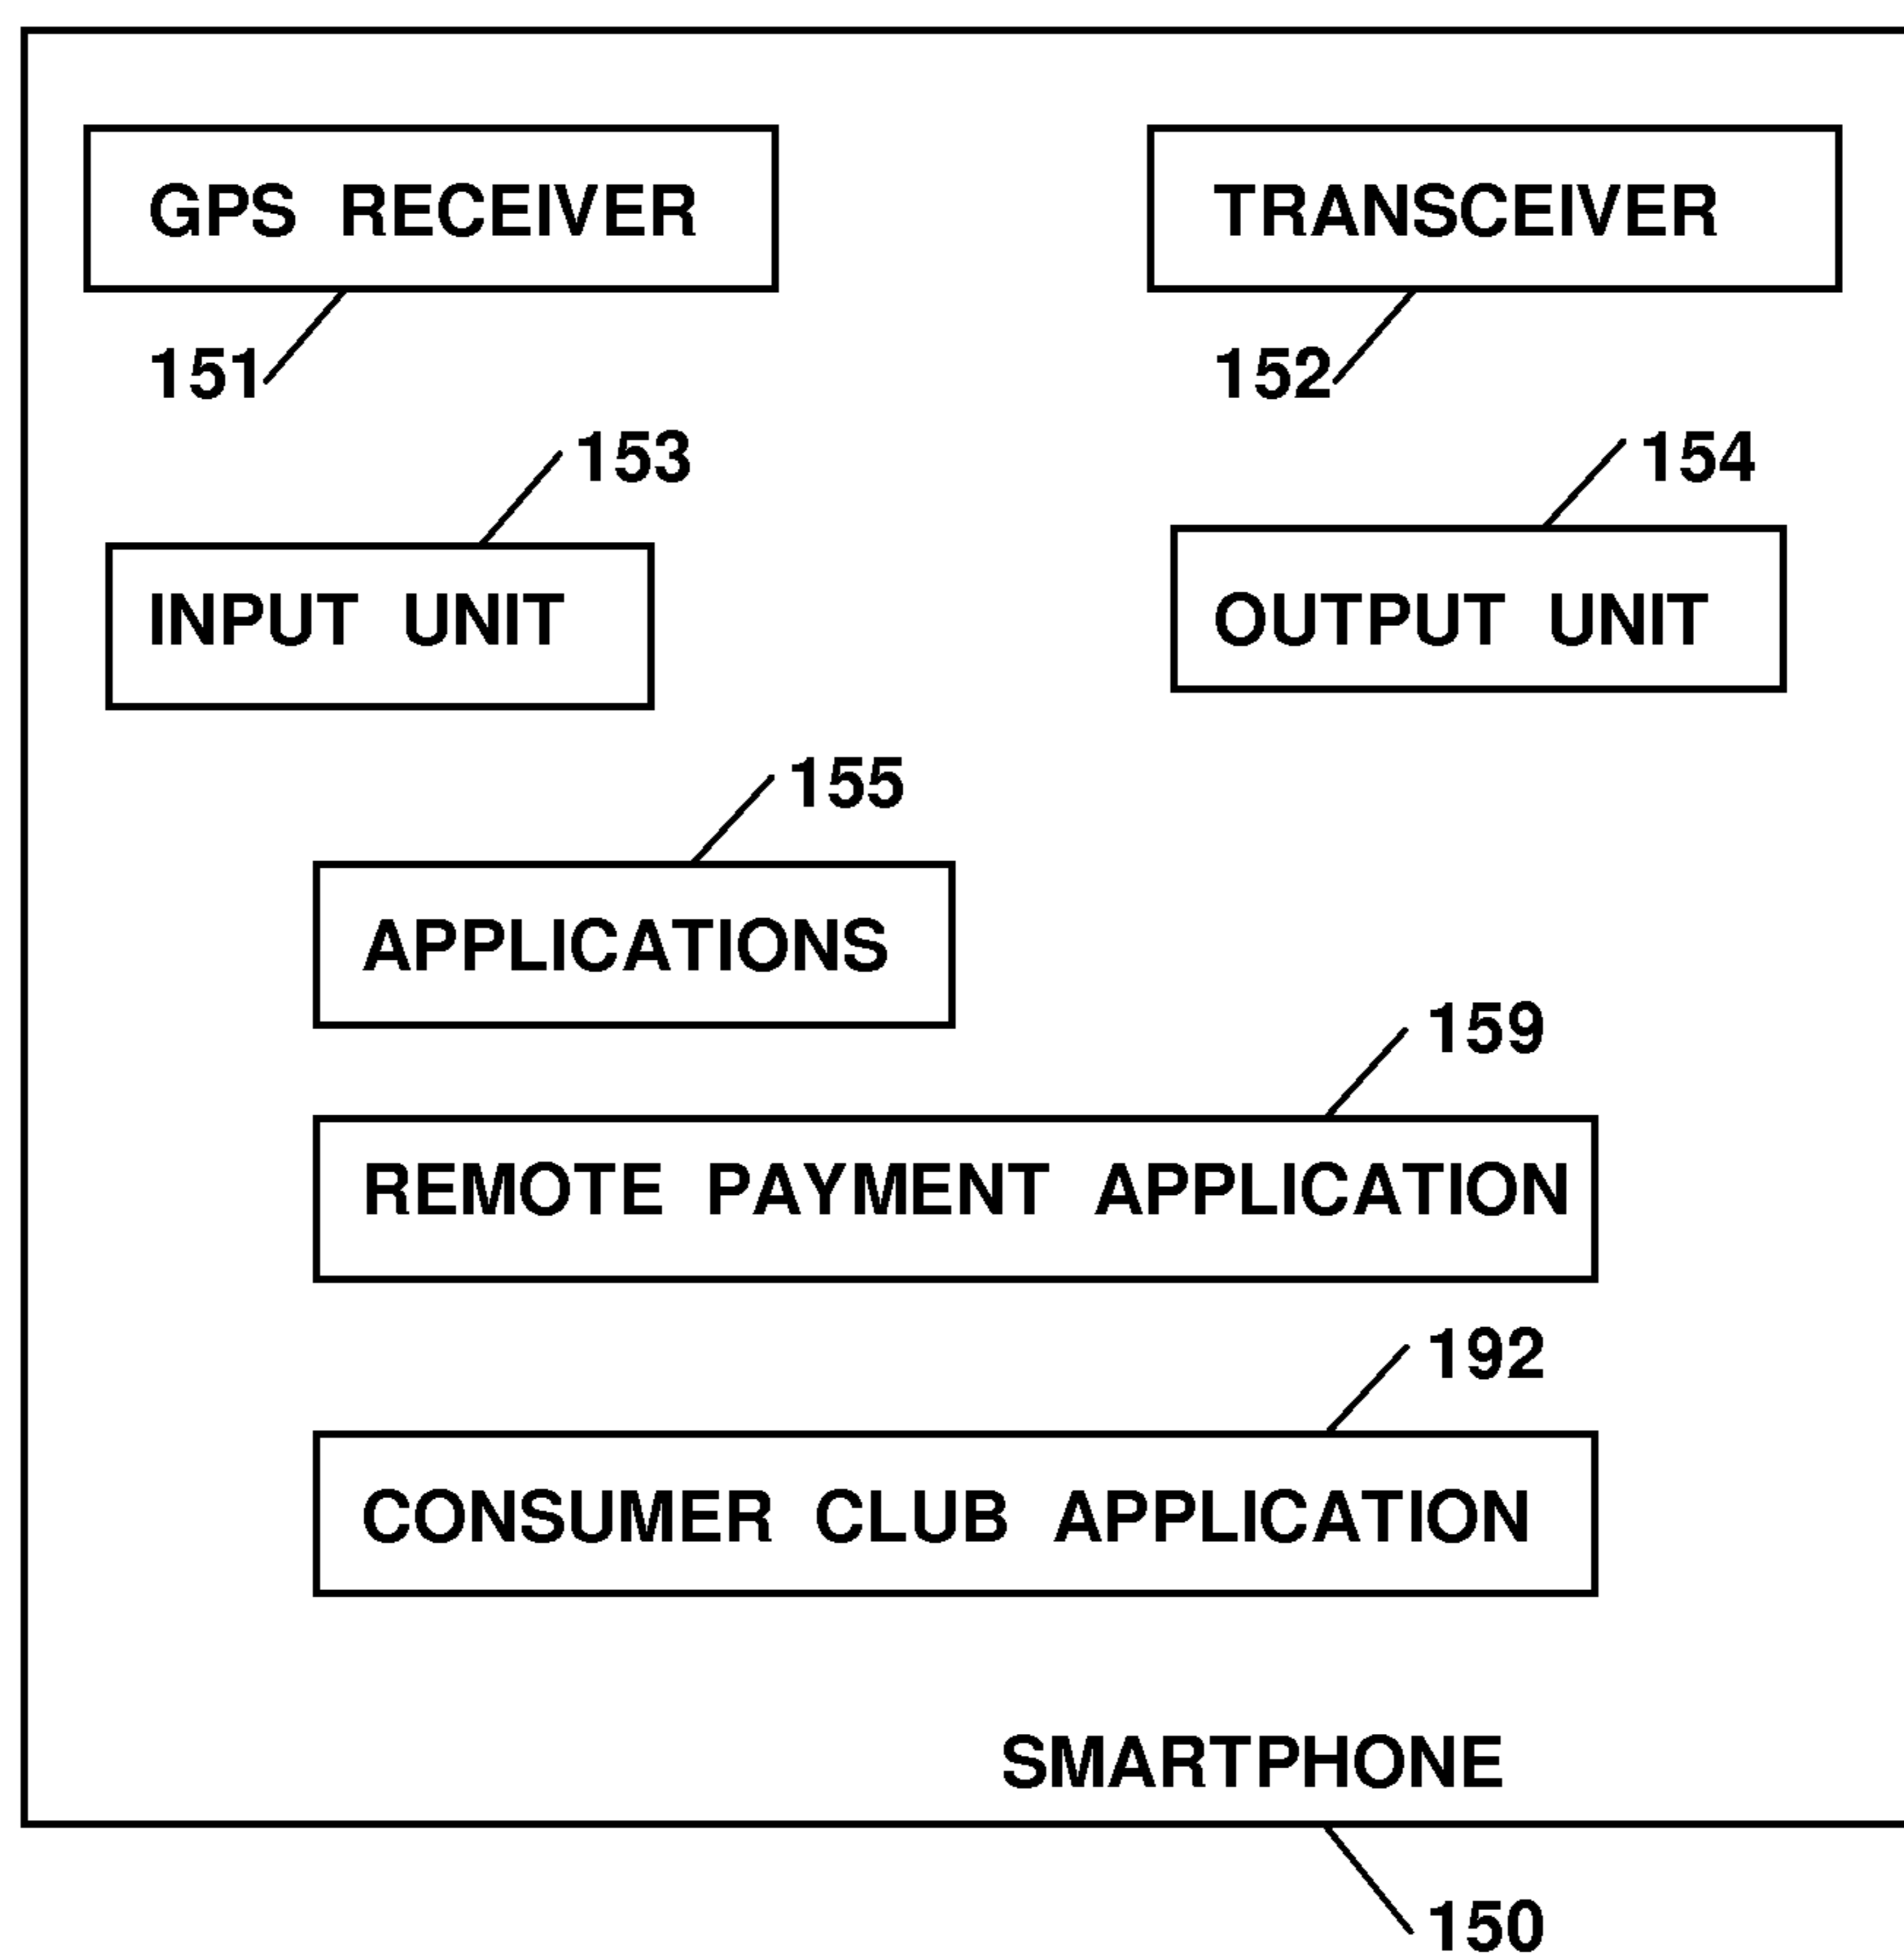 GPS RECEIVER
TRANSCEIVER
151
152
153
154
INPUT UNIT
OUTPUT UNIT
155
APPLICATIONS
159
REMOTE PAYMENT APPLICATION
192
CONSUMER CLUB APPLICATION
SMARTPHONE
150